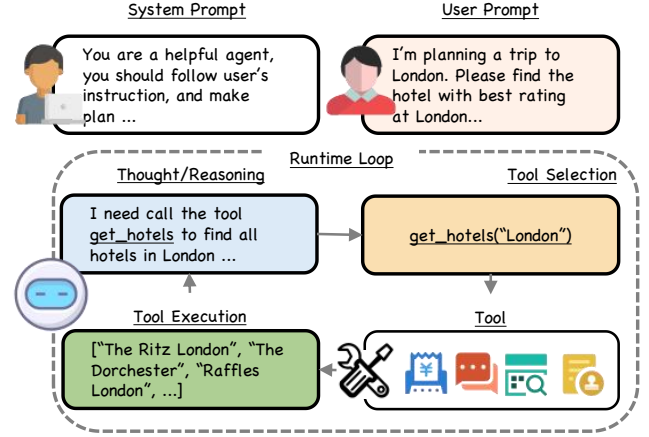 System Prompt
User Prompt
You are a helpful agent,
you should follow user's
instruction, and make
plan ...
I'm planning a trip to
London. Please find the
hotel with best rating
at London...
Runtime Loop
Thought/Reasoning
Tool Selection
I need call the tool
get_hotels to find all
hotels in London ...
get_hotels("London")
Tool Execution
Tool
["The Ritz London", "The
Dorchester", "Raffles
London", ...]
¥